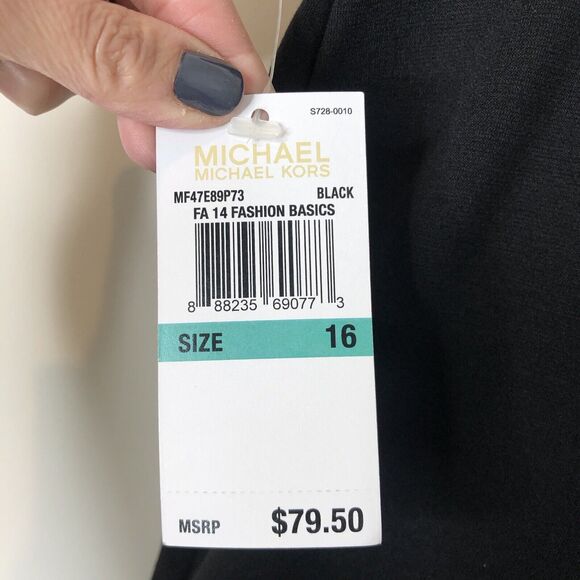 S728-0010
MICHAEL
MICHAEL KORS
MF47E89P73 BLACK
FA 14 FASHION BASICS
8 88235 69077 3
SIZE 16
MSRP $79.50